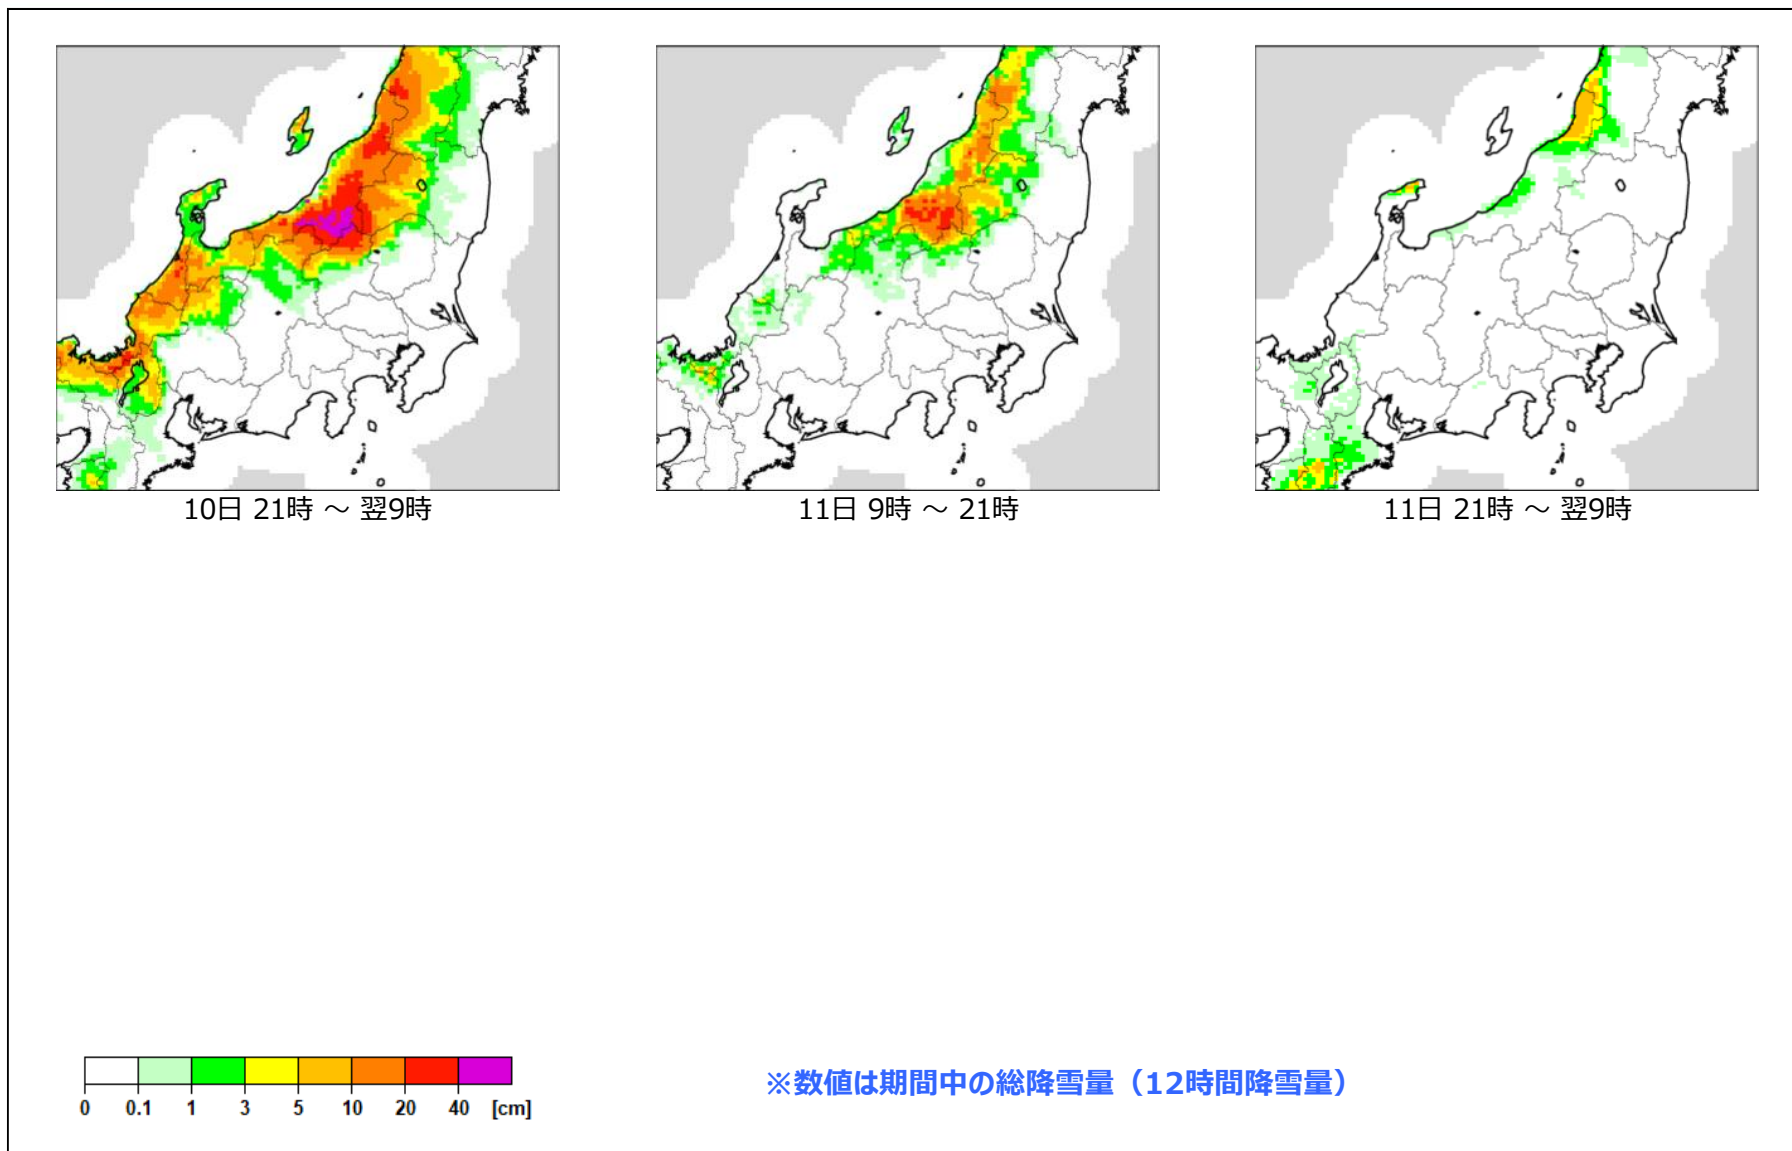 10日 21時 ～ 翌9時
11日 9時 ～ 21時
11日 21時 ～ 翌9時
0 0.1 1 3 5 10 20 40 [cm]
※数値は期間中の総降雪量（12時間降雪量）